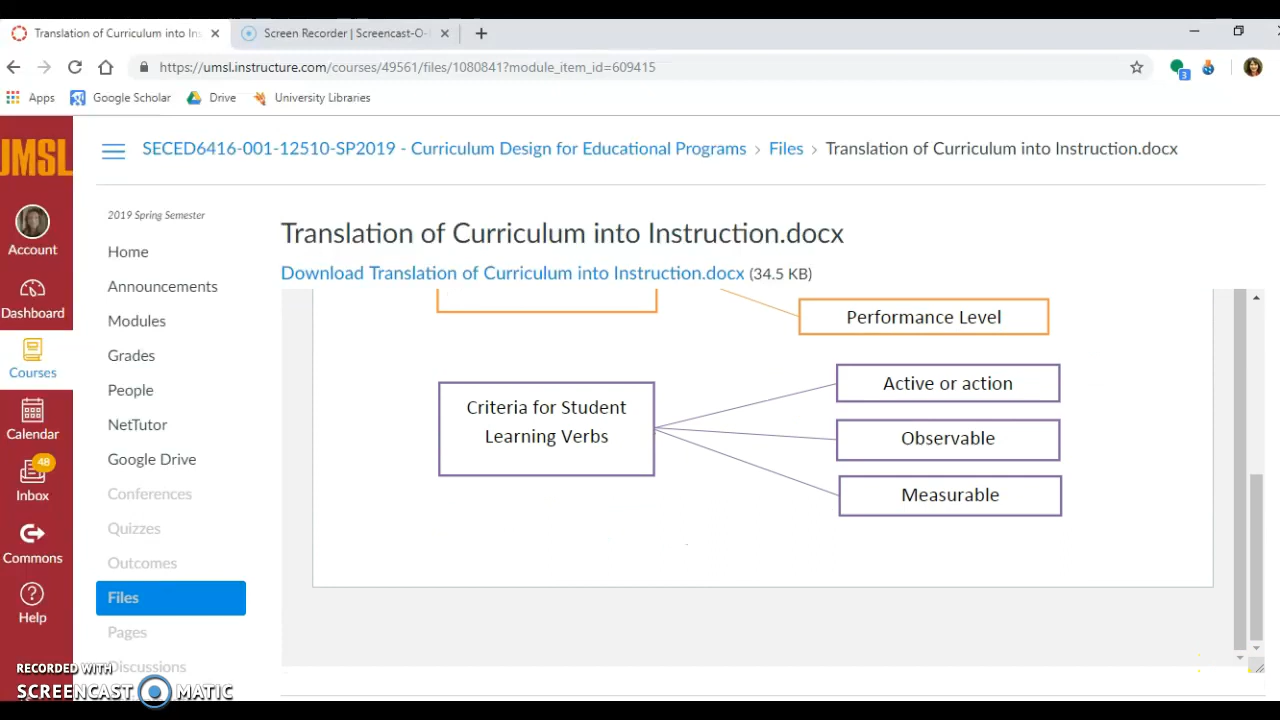 Translation of Curriculum into Ins
Screen Recorder | Screencast-O-
https://umsl.instructure.com/courses/49561/files/1080841?module_item_id=609415
3
Apps
Google Scholar
Drive
University Libraries
UMSL
SECED6416-001-12510-SP2019 - Curriculum Design for Educational Programs > Files > Translation of Curriculum into Instruction.docx
Account
Dashboard
Courses
Calendar
48
Inbox
Commons
Help
2019 Spring Semester
Home
Announcements
Modules
Grades
People
NetTutor
Google Drive
Conferences
Quizzes
Outcomes
Files
Pages
Discussions
Translation of Curriculum into Instruction.docx
Download Translation of Curriculum into Instruction.docx (34.5 KB)
Performance Level
Criteria for Student
Learning Verbs
Active or action
Observable
Measurable
RECORDED WITH
SCREENCAST MATIC